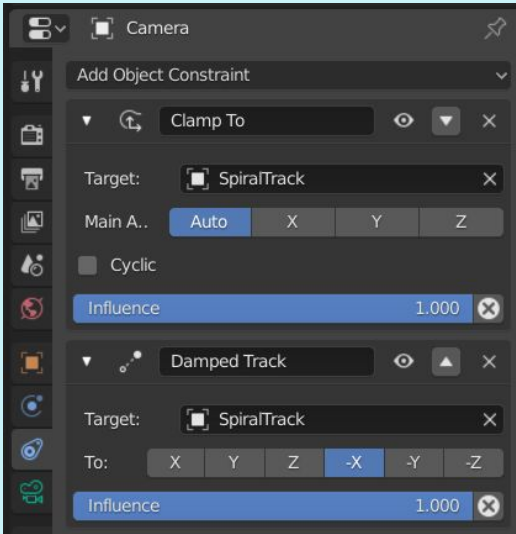 Camera
Add Object Constraint
Clamp To
Target: SpiralTrack
Main A.. Auto X Y Z
Cyclic
Influence 1.000
Damped Track
Target: SpiralTrack
To: X Y Z -X -Y -Z
Influence 1.000